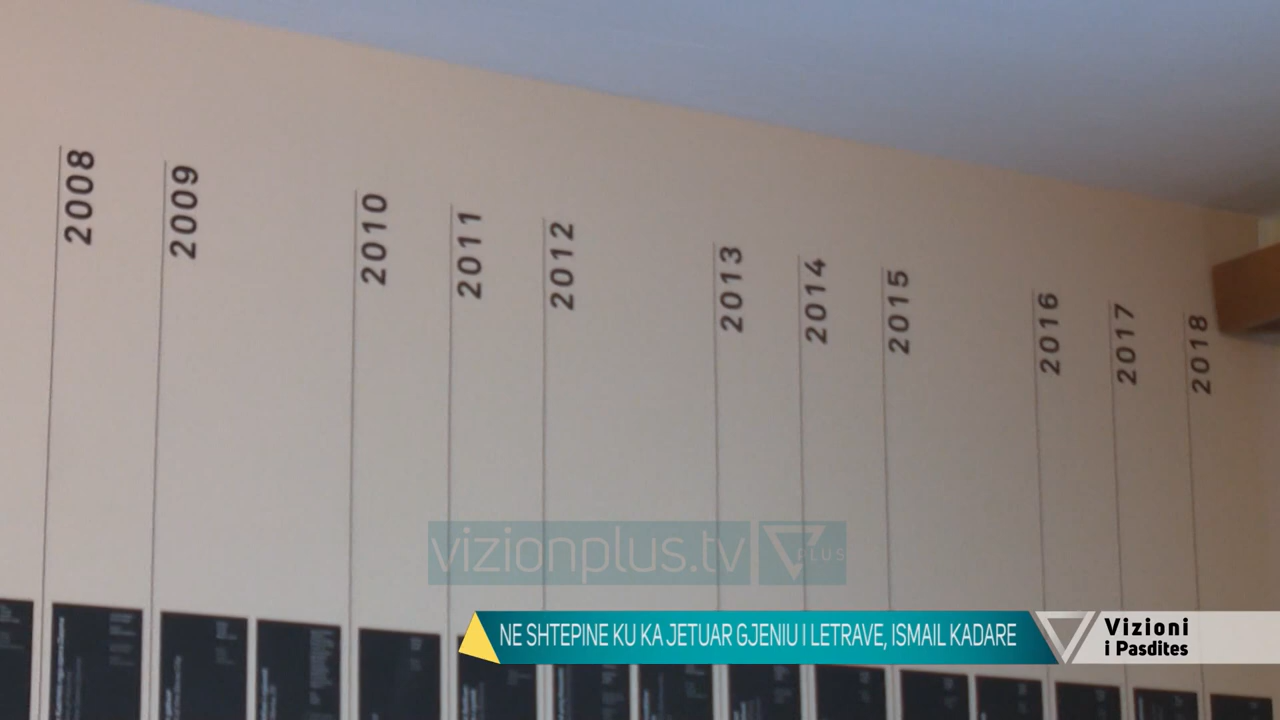 2008
2009
2010
2011
2012
2013
2014
2015
2016
2017
2018
vizionplus.tv
PLUS
NE SHTEPINE KU KA JETUAR GJENIU I LETRAVE, ISMAIL KADARE
Vizioni
i Pasdites